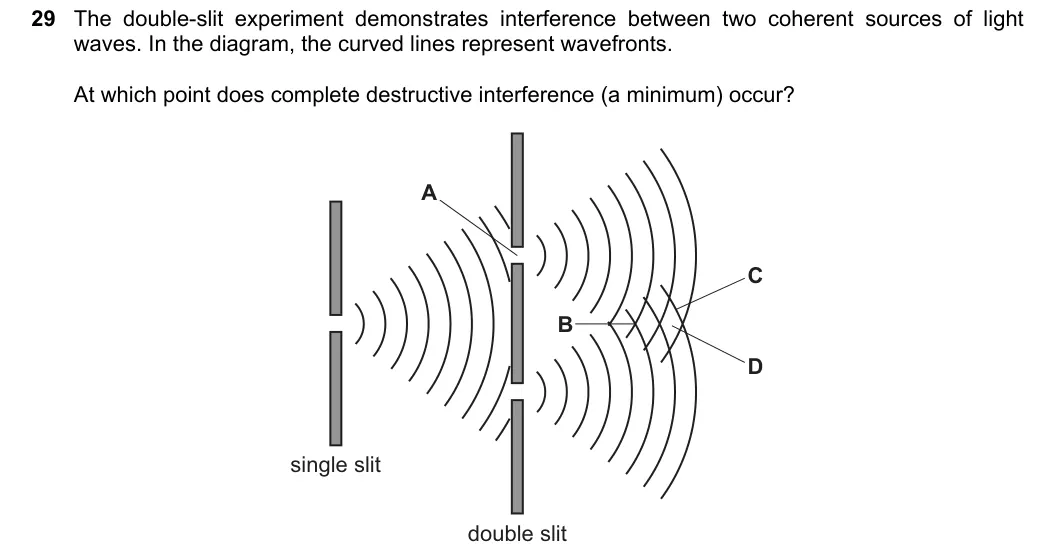 29 The double-slit experiment demonstrates interference between two coherent sources of light
waves. In the diagram, the curved lines represent wavefronts.
At which point does complete destructive interference (a minimum) occur?
A
C
B
D
single slit
double slit